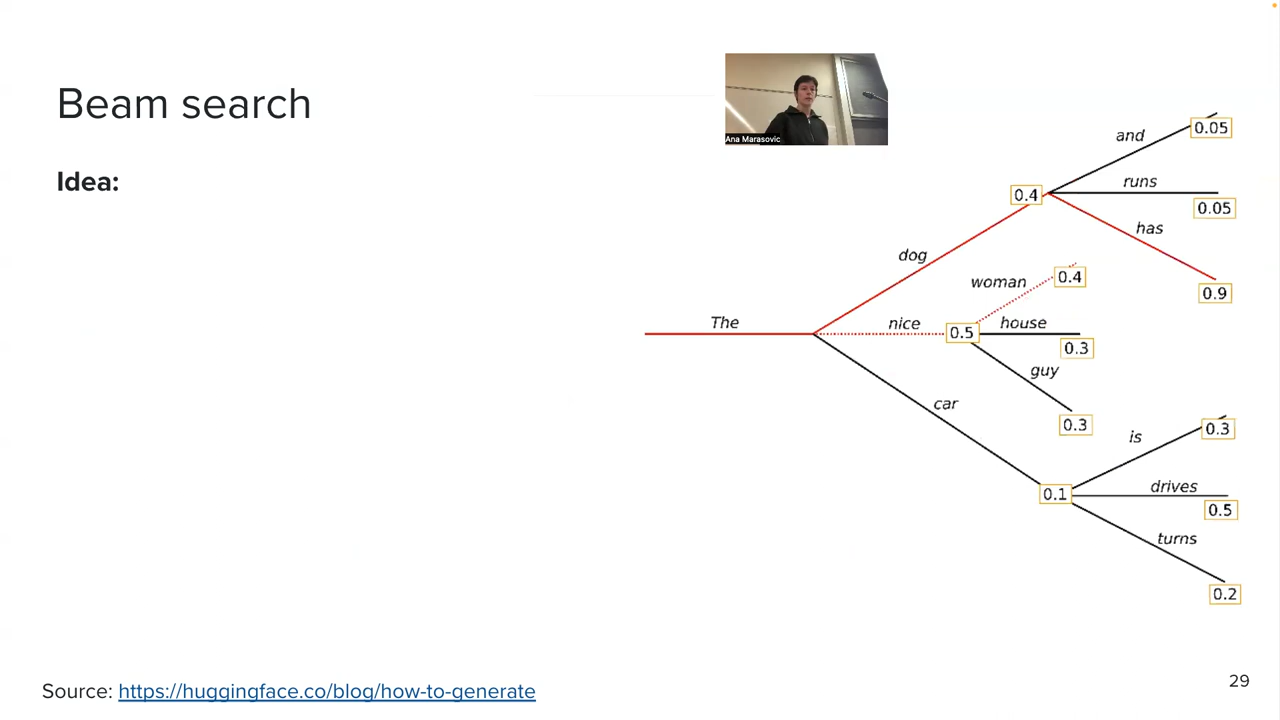 Beam search
Idea:
Ana Marasovic
and
0.05
runs
0.05
0.4
has
0.9
dog
woman
0.4
The
nice
0.5
house
0.3
guy
0.3
car
is
0.3
0.1
drives
0.5
turns
0.2
Source: https://huggingface.co/blog/how-to-generate
29